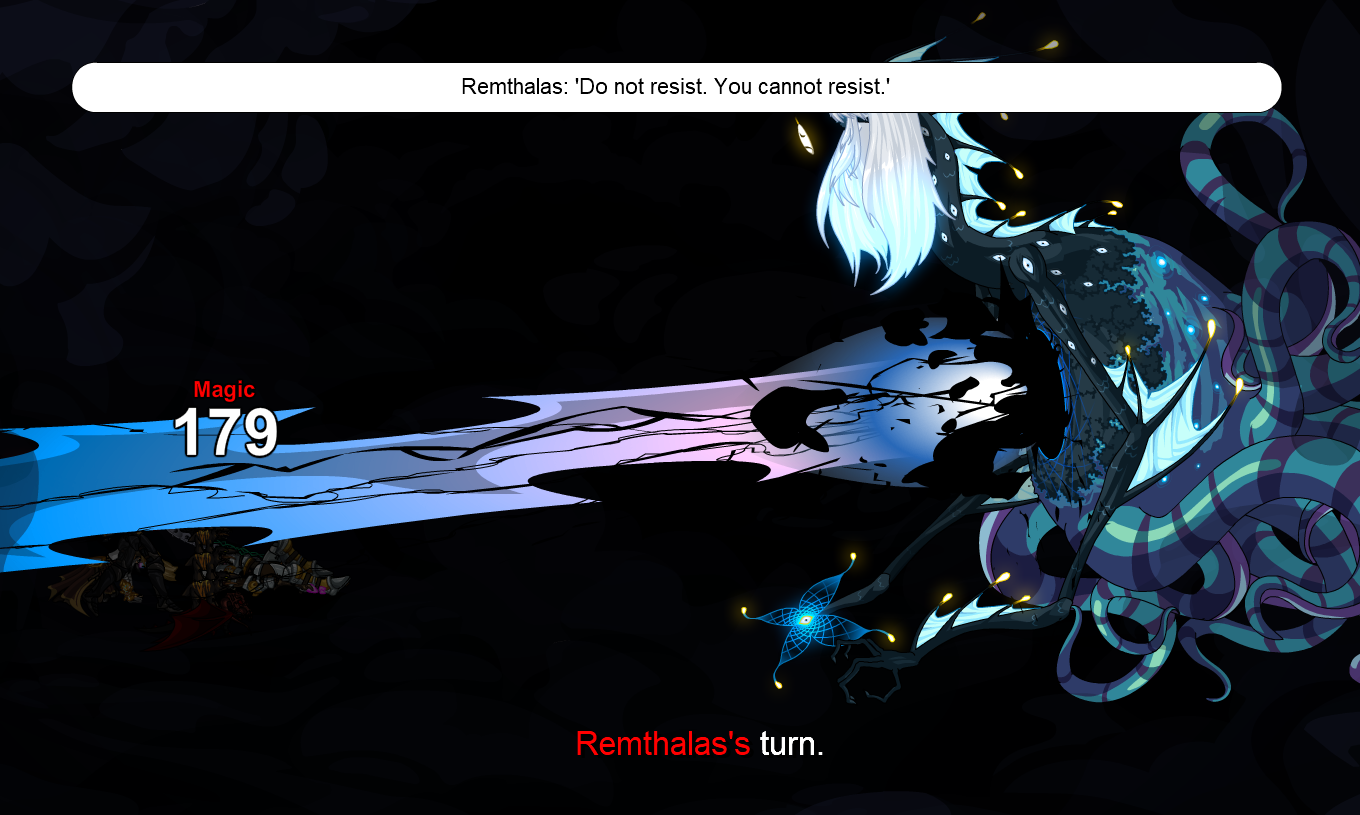 Remthalas: 'Do not resist. You cannot resist.'
Magic
179
Remthalas's turn.